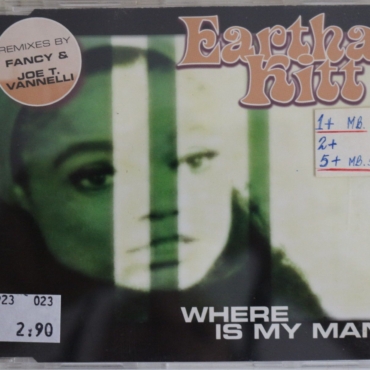 REMIXES BY
FANCY &
JOE T.
VANNELLI
Eartha
Kitt
1+ MB.
2+
5+ MB.
WHERE
IS MY MAN
023
2:90